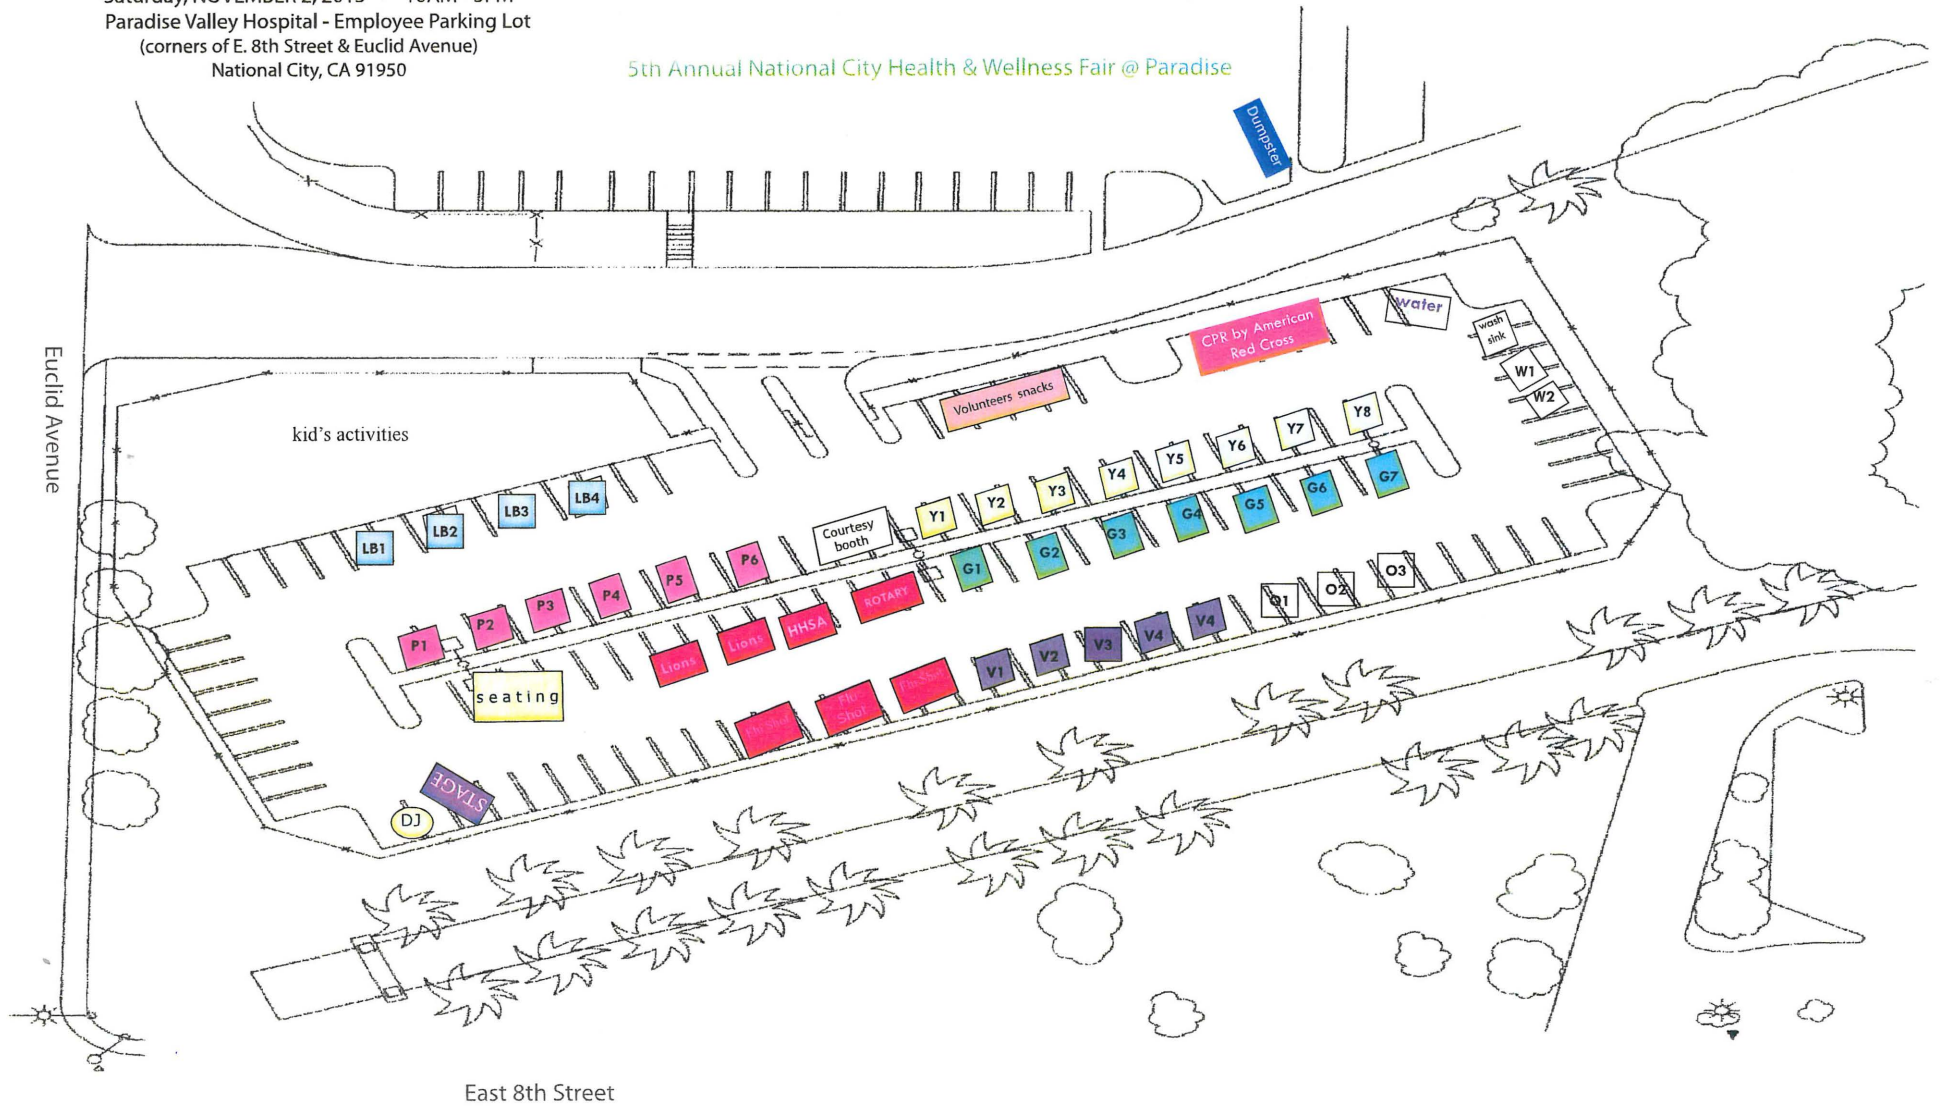 Paradise Valley Hospital - Employee Parking Lot
(corners of E. 8th Street & Euclid Avenue)
National City, CA 91950
5th Annual National City Health & Wellness Fair @ Paradise
Dumpster
Euclid Avenue
kid's activities
water
CPR by American
Red Cross
wash
sink
W1
W2
Volunteers snacks
LB1
LB2
LB3
LB4
Y1
Y2
Y3
Y4
Y5
Y6
Y7
Y8
Courtesy
booth
G1
G2
G3
G4
G5
G6
G7
P1
P2
P3
P4
P5
P6
Lions
Lions
HHSA
ROTARY
seating
Flu Shot
Flu
Shot
Flu Shot
V1
V2
V3
V4
V4
O1
O2
O3
STAGE
DJ
East 8th Street